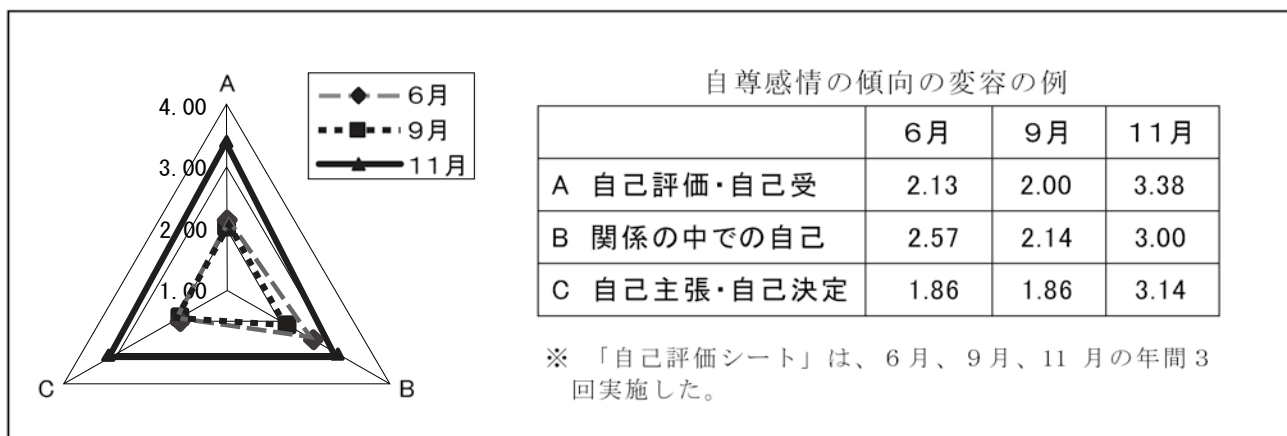 A
4.00
3.00
2.00
1.00
C
B
6月
9月
11月
自尊感情の傾向の変容の例
6月 9月 11月
A 自己評価・自己受 2.13 2.00 3.38
B 関係の中での自己 2.57 2.14 3.00
C 自己主張・自己決定 1.86 1.86 3.14
※ 「自己評価シート」は、6月、9月、11 月の年間3
回実施した。